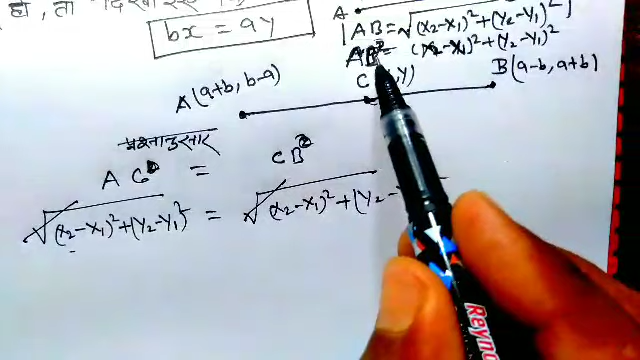 हो, तो दिखाइए
bx = ay
A
AB = √(x₂-x₁)²+(y₂-y₁)²
AB² = (x₂-x₁)²+(y₂-y₁)²
A(a+b, b-a)
C , y)
B(a-b, a+b)
प्रश्नानुसार
AC² = CB²
√(x₂-x₁)²+(y₂-y₁)² = √(x₂-x₁)²+(y₂-
Reyno